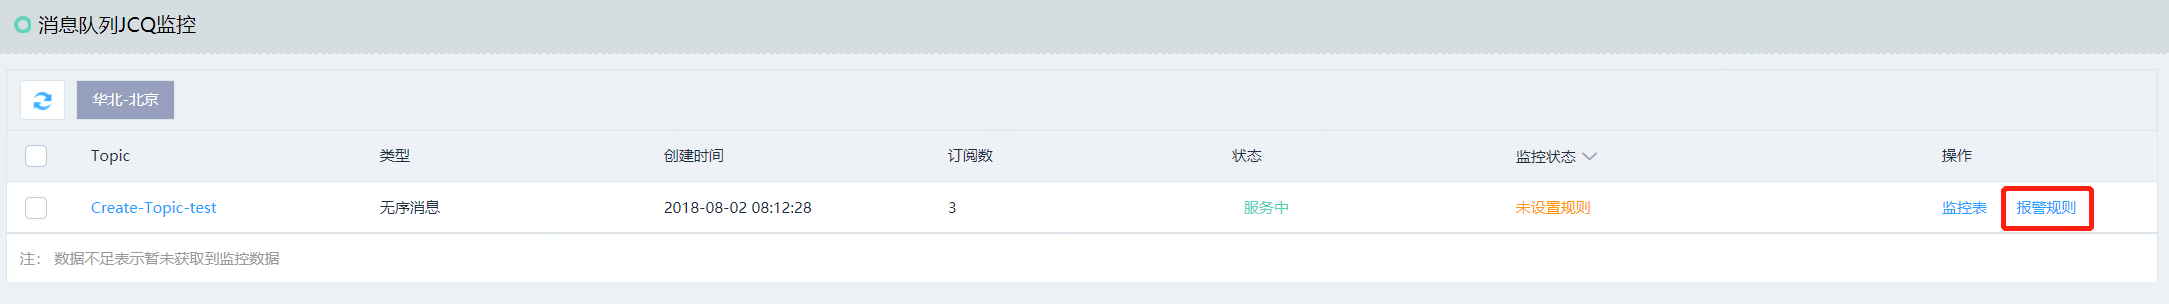 消息队列JCQ监控
华北-北京
Topic 类型 创建时间 订阅数 状态 监控状态 操作
Create-Topic-test 无序消息 2018-08-02 08:12:28 3 服务中 未设置规则 监控表 报警规则
注： 数据不足表示暂未获取到监控数据